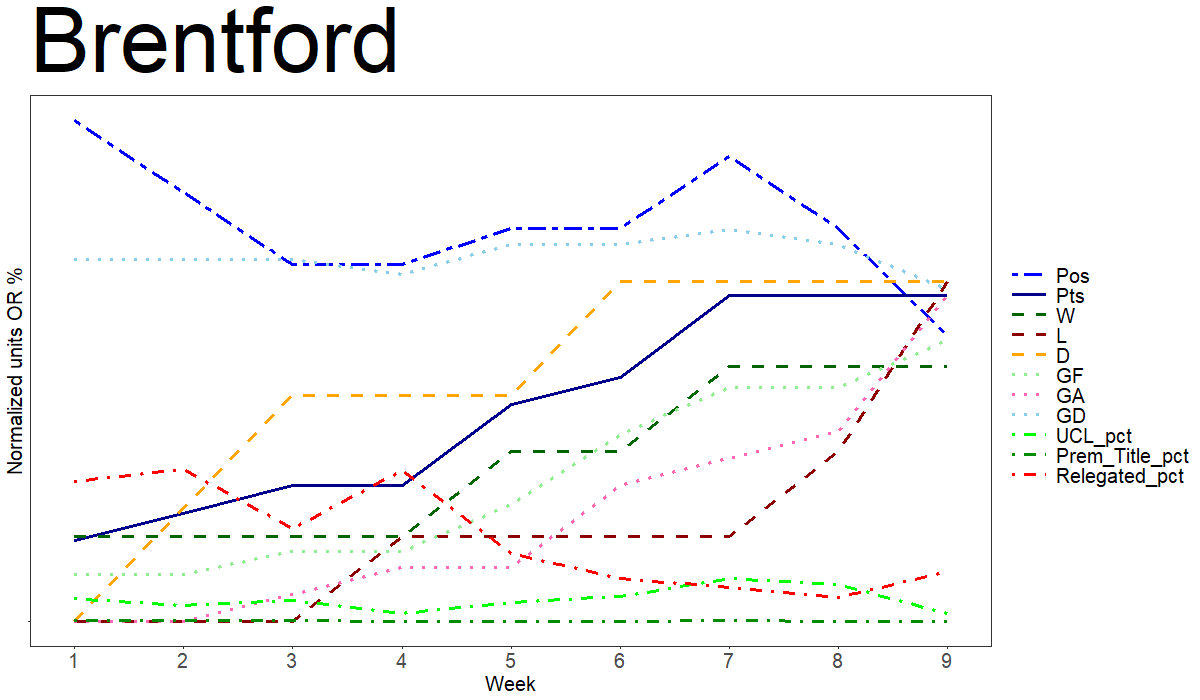 Brentford
Normalized units OR %
Pos
Pts
W
L
D
GF
GA
GD
UCL_pct
Prem_Title_pct
Relegated_pct
1 2 3 4 5 6 7 8 9
Week